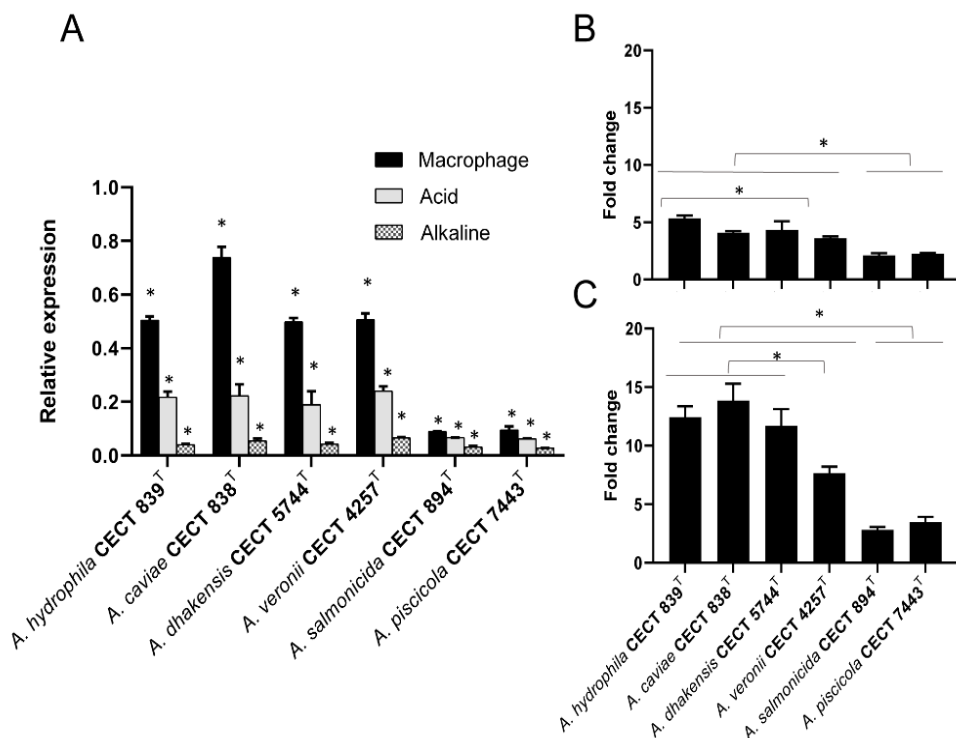 A
Macrophage
Acid
Alkaline
Relative expression
1.0
0.8
0.6
0.4
0.2
0.0
* * *
* * *
* * *
* * *
* * *
* * *
A. hydrophila CECT 839ᵀ
A. caviae CECT 838ᵀ
A. dhakensis CECT 5744ᵀ
A. veronii CECT 4257ᵀ
A. salmonicida CECT 894ᵀ
A. piscicola CECT 7443ᵀ
B
Fold change
20
15
10
5
0
*
*
C
Fold change
20
15
10
5
0
*
*
A. hydrophila CECT 839ᵀ
A. caviae CECT 838ᵀ
A. dhakensis CECT 5744ᵀ
A. veronii CECT 4257ᵀ
A. salmonicida CECT 894ᵀ
A. piscicola CECT 7443ᵀ